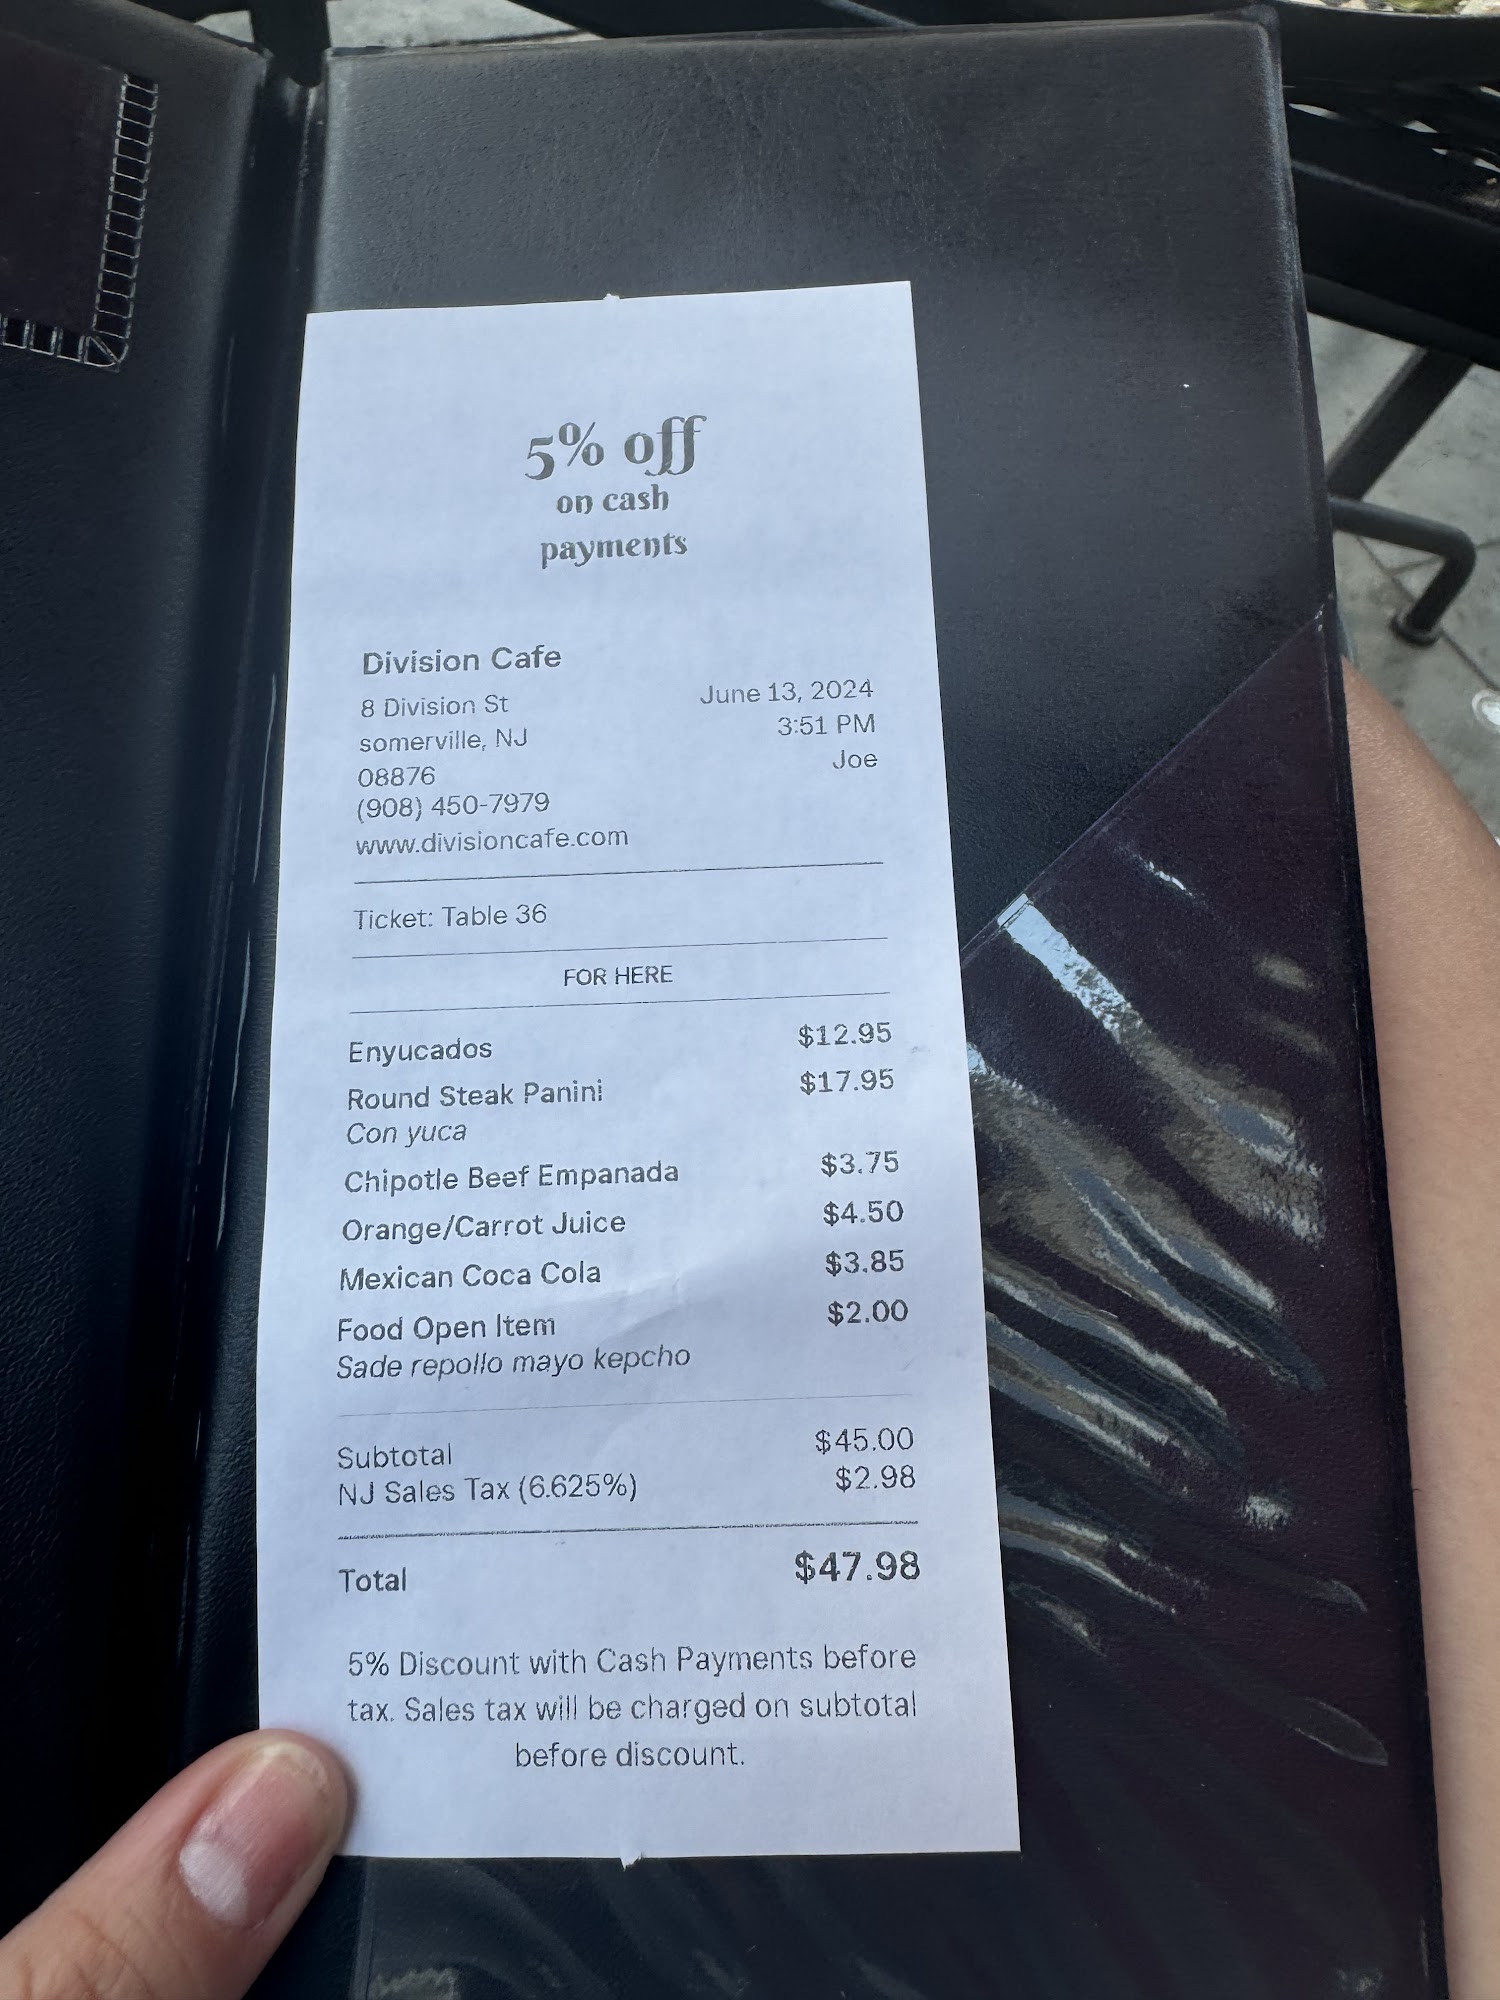 5% off
on cash
payments
Division Cafe
8 Division St
somerville, NJ
08876
(908) 450-7979
www.divisioncafe.com
June 13, 2024
3:51 PM
Joe
Ticket: Table 36
FOR HERE
Enyucados $12.95
Round Steak Panini $17.95
Con yuca
Chipotle Beef Empanada $3.75
Orange/Carrot Juice $4.50
Mexican Coca Cola $3.85
Food Open Item $2.00
Sade repollo mayo kepcho
Subtotal $45.00
NJ Sales Tax (6.625%) $2.98
Total $47.98
5% Discount with Cash Payments before
tax. Sales tax will be charged on subtotal
before discount.